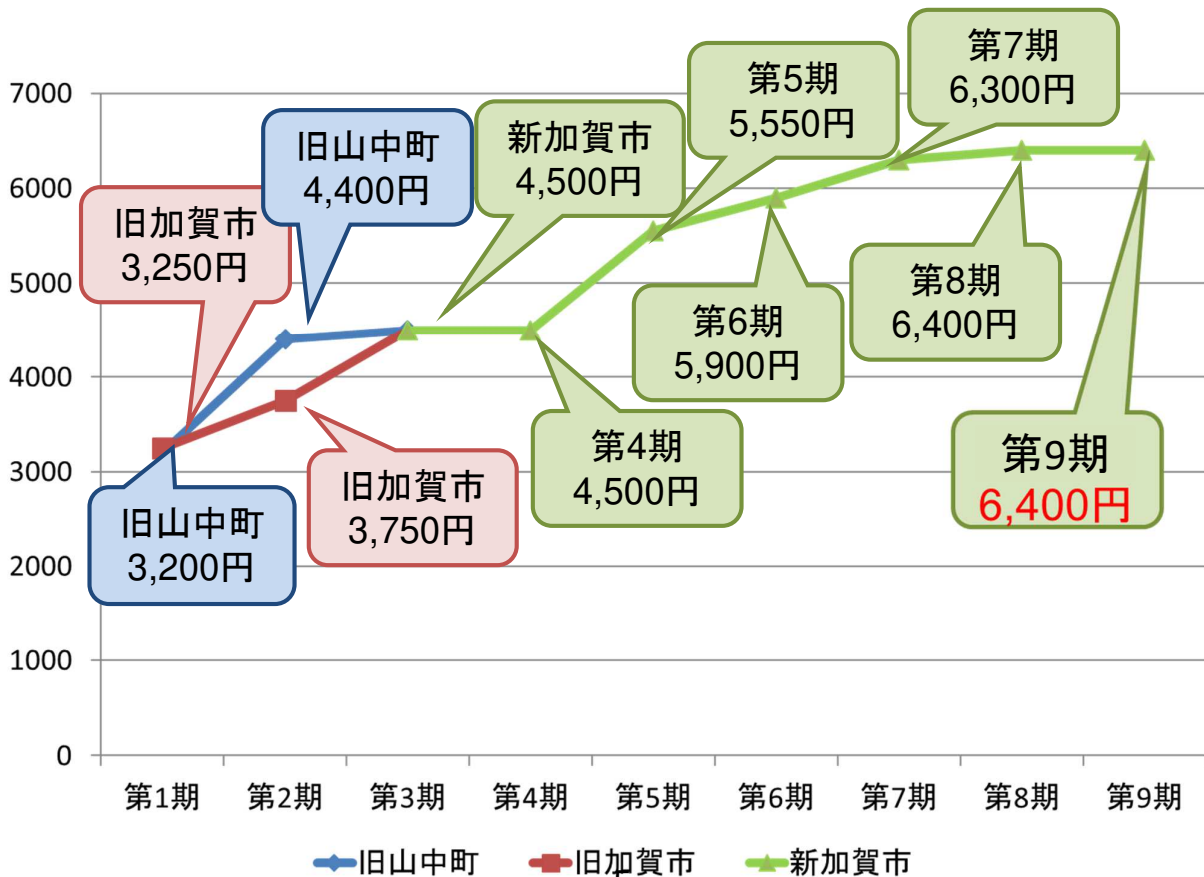 7000
6000
5000
4000
3000
2000
1000
0
旧加賀市
3,250円
旧山中町
3,200円
旧山中町
4,400円
旧加賀市
3,750円
新加賀市
4,500円
第4期
4,500円
第5期
5,550円
第6期
5,900円
第7期
6,300円
第8期
6,400円
第9期
6,400円
第1期 第2期 第3期 第4期 第5期 第6期 第7期 第8期 第9期
旧山中町 旧加賀市 新加賀市